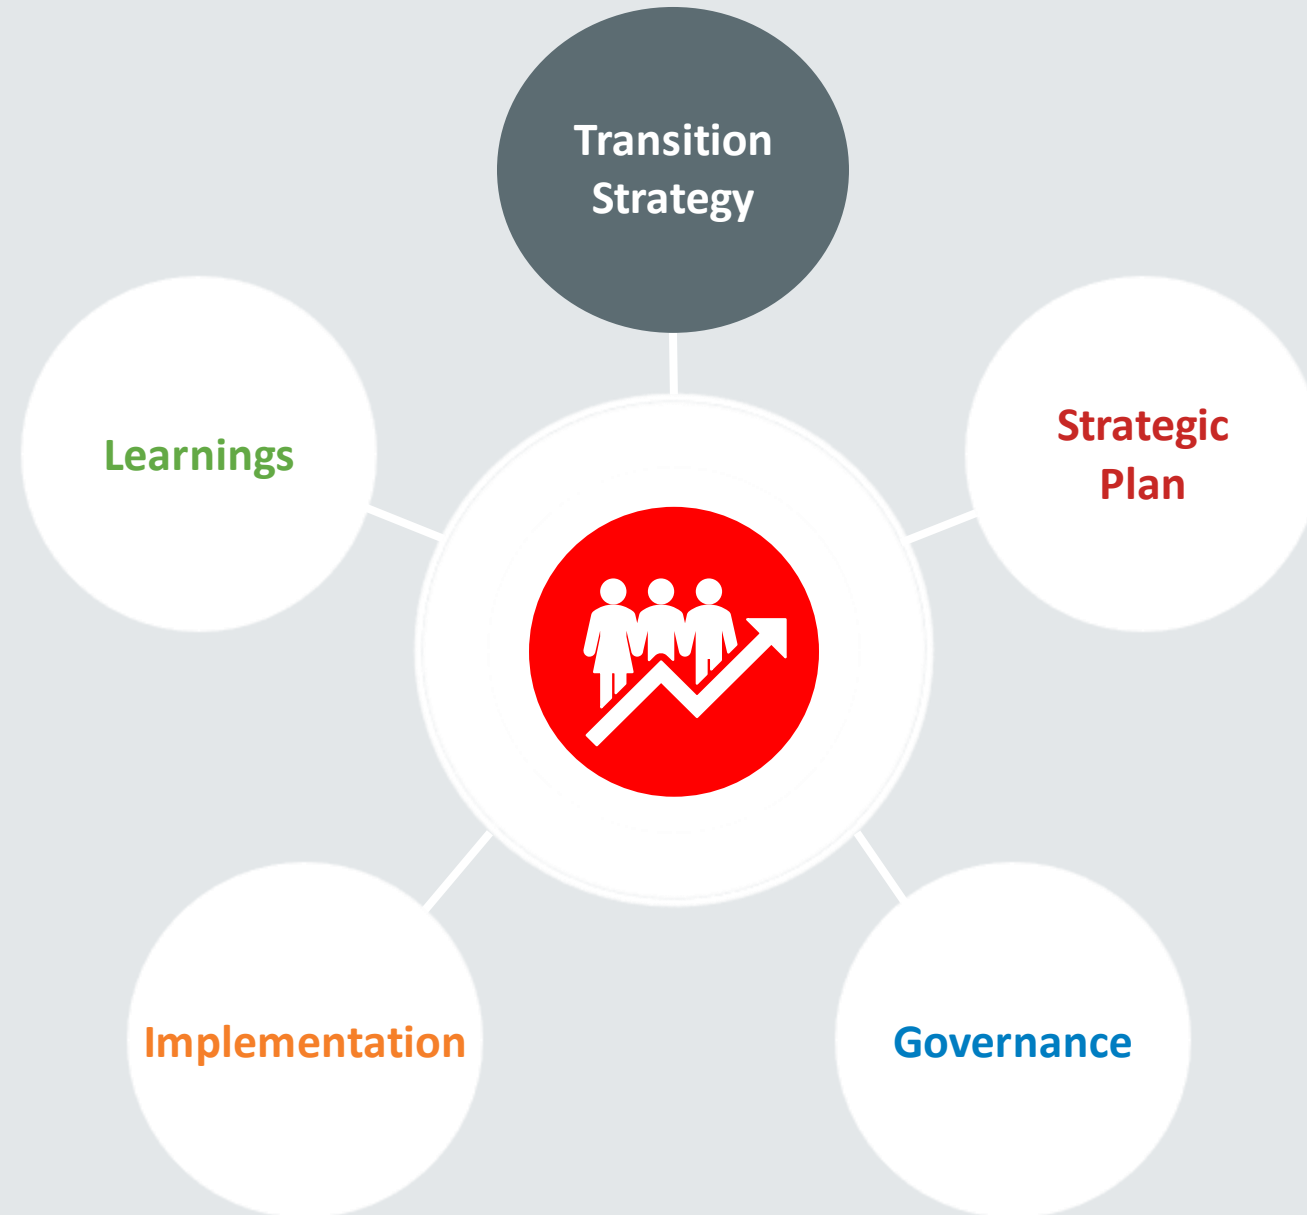 Transition
Strategy
Strategic
Plan
Learnings
Implementation
Governance